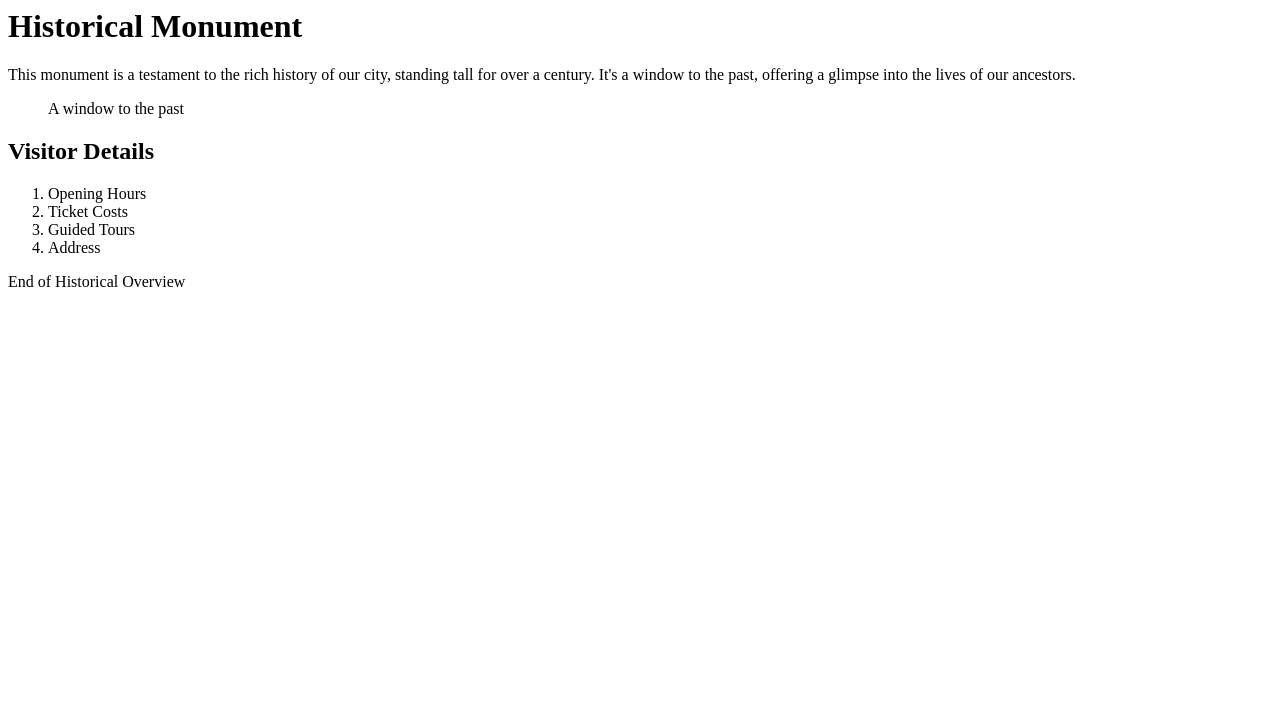 Historical Monument
This monument is a testament to the rich history of our city, standing tall for over a century. It's a window to the past, offering a glimpse into the lives of our ancestors.
A window to the past
Visitor Details
1. Opening Hours
2. Ticket Costs
3. Guided Tours
4. Address
End of Historical Overview